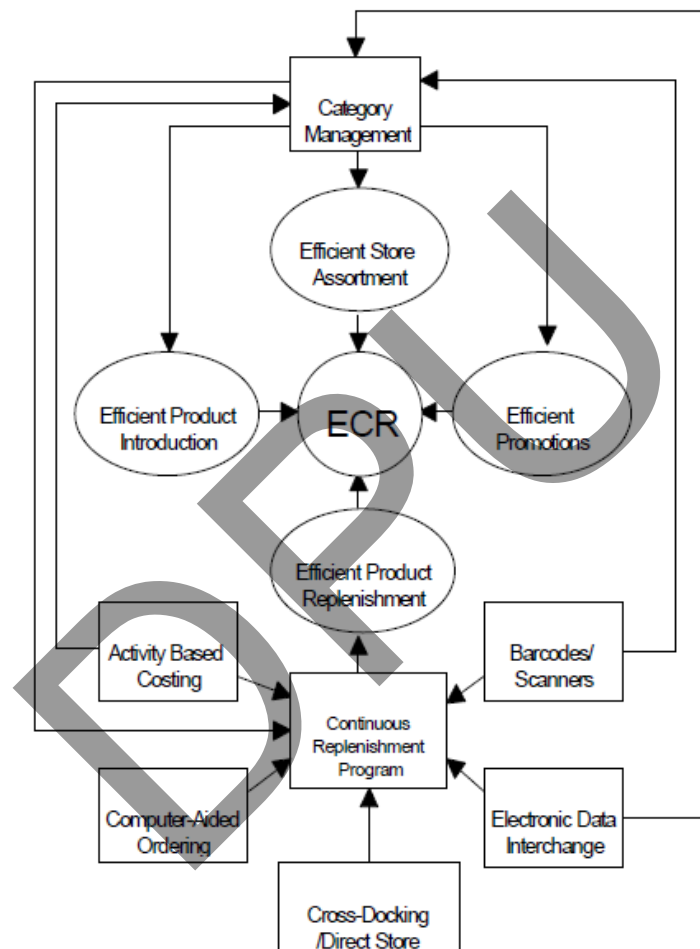 Category
Management
Efficient Store
Assortment
Efficient Product
Introduction
ECR
Efficient
Promotions
Efficient Product
Replenishment
Activity Based
Costing
Barcodes/
Scanners
Continuous
Replenishment
Program
Computer-Aided
Ordering
Electronic Data
Interchange
Cross-Docking
/Direct Store
DPU